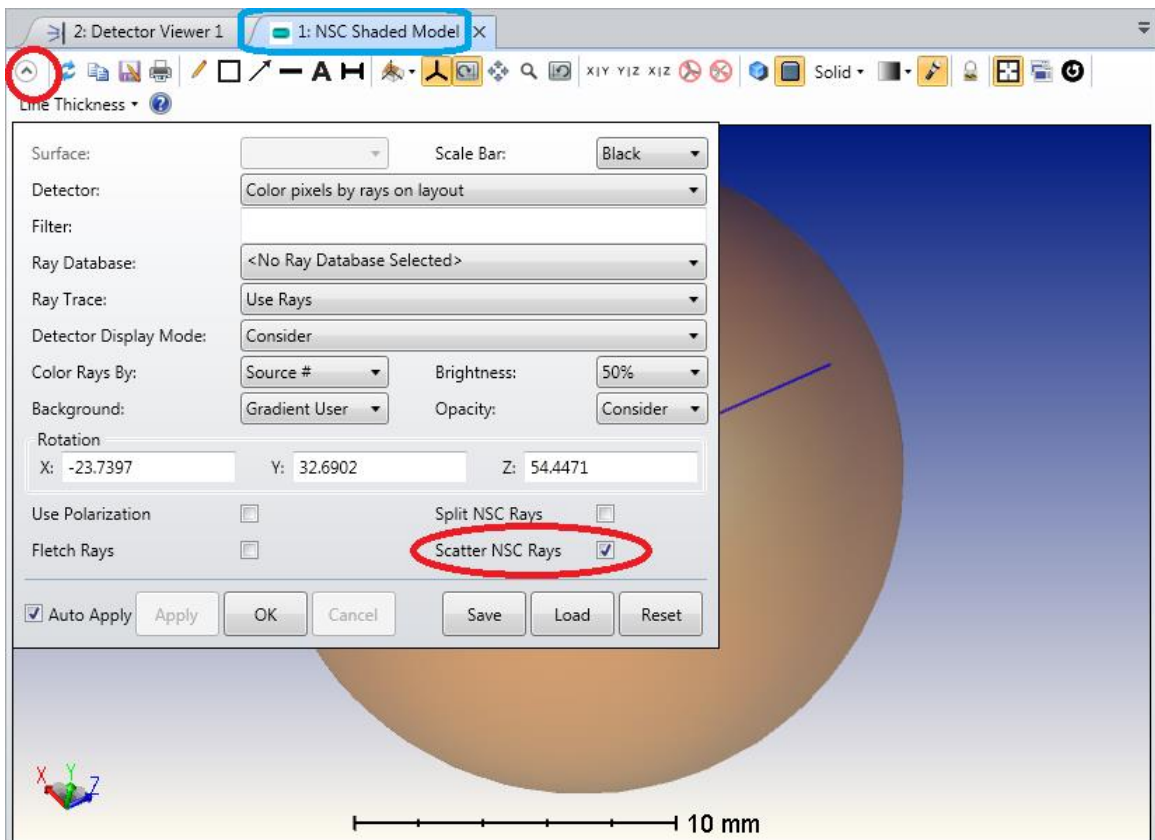 2: Detector Viewer 1 1: NSC Shaded Model X
A H X|Y Y|Z X|Z Solid
Line Thickness ?
Surface: Scale Bar: Black
Detector: Color pixels by rays on layout
Filter:
Ray Database: <No Ray Database Selected>
Ray Trace: Use Rays
Detector Display Mode: Consider
Color Rays By: Source # Brightness: 50%
Background: Gradient User Opacity: Consider
Rotation
X: -23.7397 Y: 32.6902 Z: 54.4471
Use Polarization Split NSC Rays
Fletch Rays Scatter NSC Rays
Auto Apply Apply OK Cancel Save Load Reset
X Y Z
10 mm